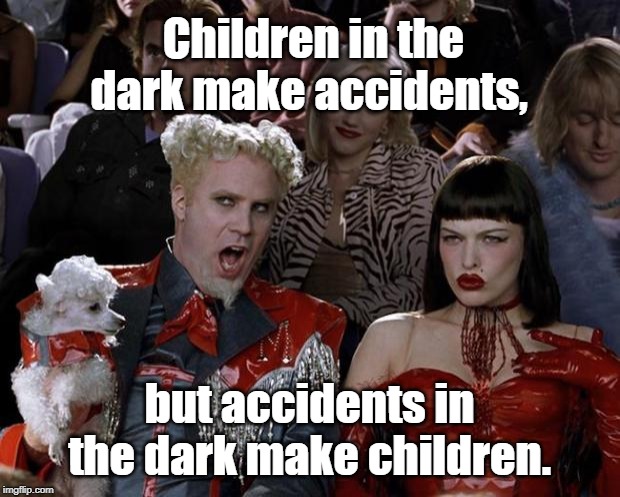 Children in the
dark make accidents,
but accidents in
the dark make children.
imgflip.com